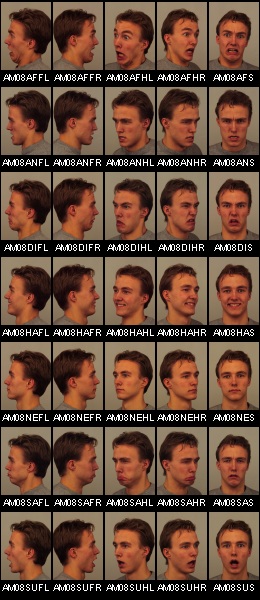 AM08AFFL AM08AFFR AM08AFHL AM08AFHR AM08AFS
AM08ANFL AM08ANFR AM08ANHL AM08ANHR AM08ANS
AM08DIFL AM08DIFR AM08DIHL AM08DIHR AM08DIS
AM08HAFL AM08HAFR AM08HAHL AM08HAHR AM08HAS
AM08NEFL AM08NEFR AM08NEHL AM08NEHR AM08NES
AM08SAFL AM08SAFR AM08SAHL AM08SAHR AM08SAS
AM08SUFL AM08SUFR AM08SUHL AM08SUHR AM08SUS